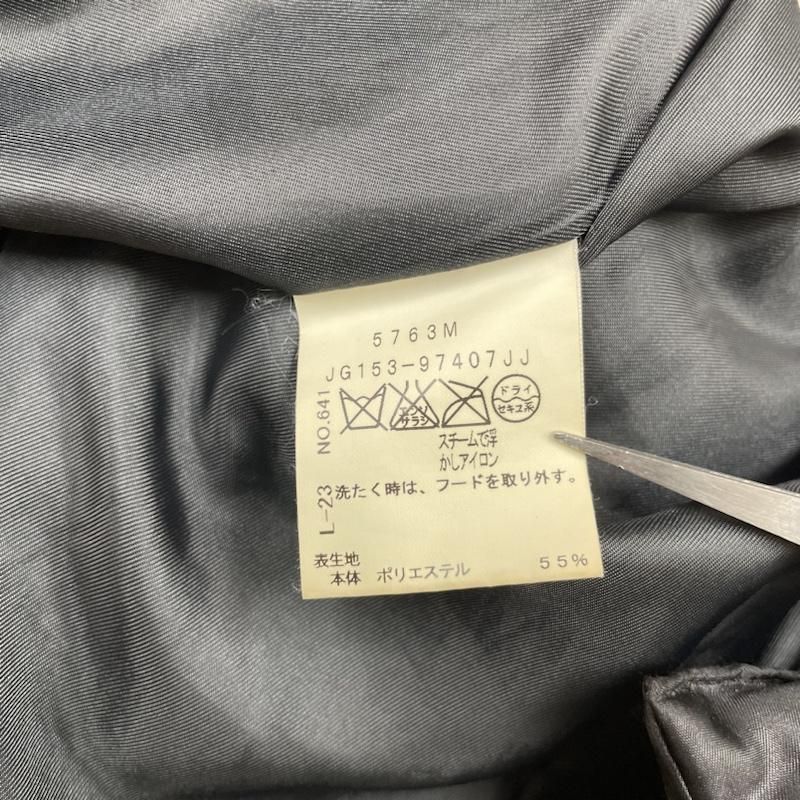 5763M
JG153-97407JJ
エンソ
サラシ
ドライ
セキユ系
スチームで浮
かしアイロン
洗たく時は、フードを取り外す。
表生地
本体 ポリエステル 55%
L-23 NO.641